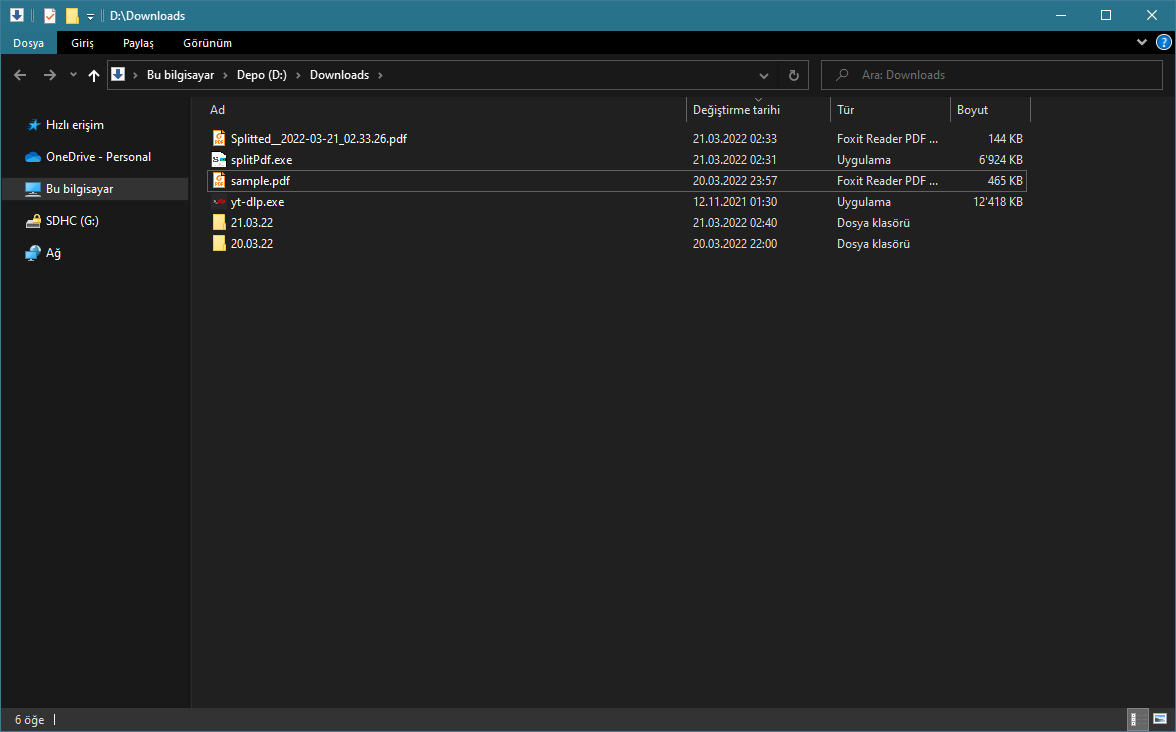 D:\Downloads
Dosya Giriş Paylaş Görünüm
Bu bilgisayar Depo (D:) Downloads
Ara: Downloads
Hızlı erişim
OneDrive - Personal
Bu bilgisayar
SDHC (G:)
Ağ
Ad Değiştirme tarihi Tür Boyut
Splitted__2022-03-21_02.33.26.pdf 21.03.2022 02:33 Foxit Reader PDF ... 144 KB
splitPdf.exe 21.03.2022 02:31 Uygulama 6'924 KB
sample.pdf 20.03.2022 23:57 Foxit Reader PDF ... 465 KB
yt-dlp.exe 12.11.2021 01:30 Uygulama 12'418 KB
21.03.22 21.03.2022 02:40 Dosya klasörü
20.03.22 20.03.2022 22:00 Dosya klasörü
6 öğe